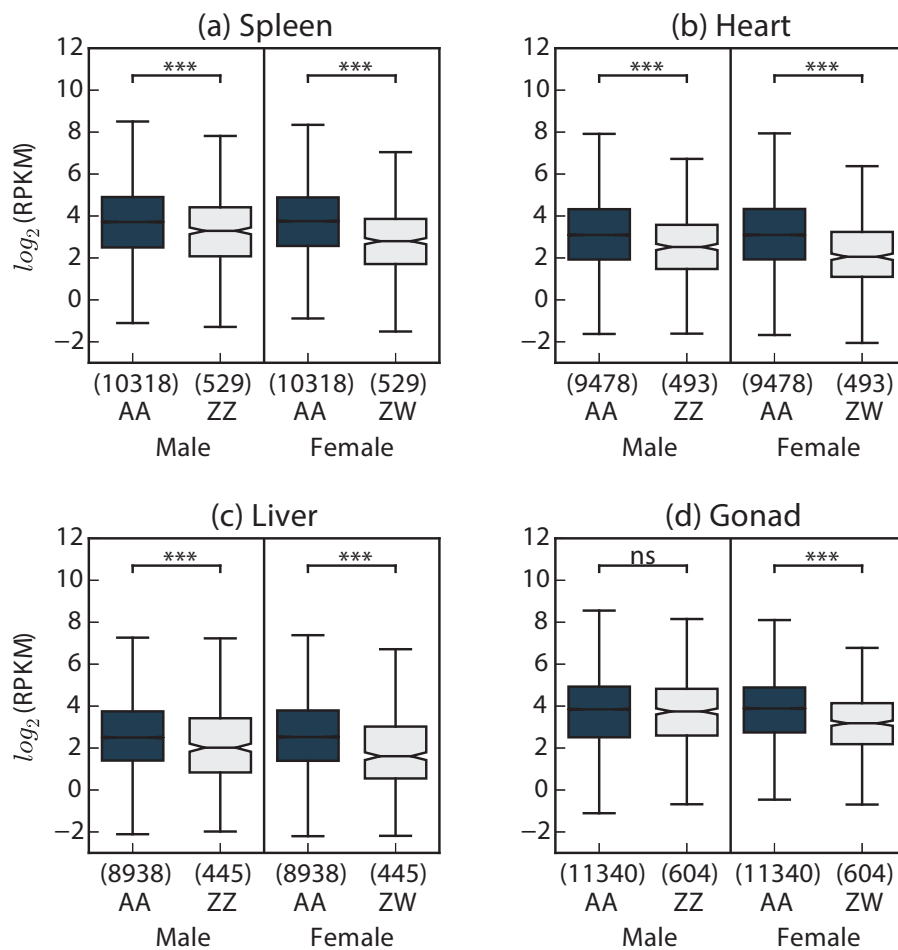 (a) Spleen
12
10
8
6
4
2
0
−2
log2(RPKM)
***
***
(10318) (529) (10318) (529)
AA ZZ AA ZW
Male Female
(b) Heart
12
10
8
6
4
2
0
−2
***
***
(9478) (493) (9478) (493)
AA ZZ AA ZW
Male Female
(c) Liver
12
10
8
6
4
2
0
−2
log2(RPKM)
***
***
(8938) (445) (8938) (445)
AA ZZ AA ZW
Male Female
(d) Gonad
12
10
8
6
4
2
0
−2
ns
***
(11340) (604) (11340) (604)
AA ZZ AA ZW
Male Female